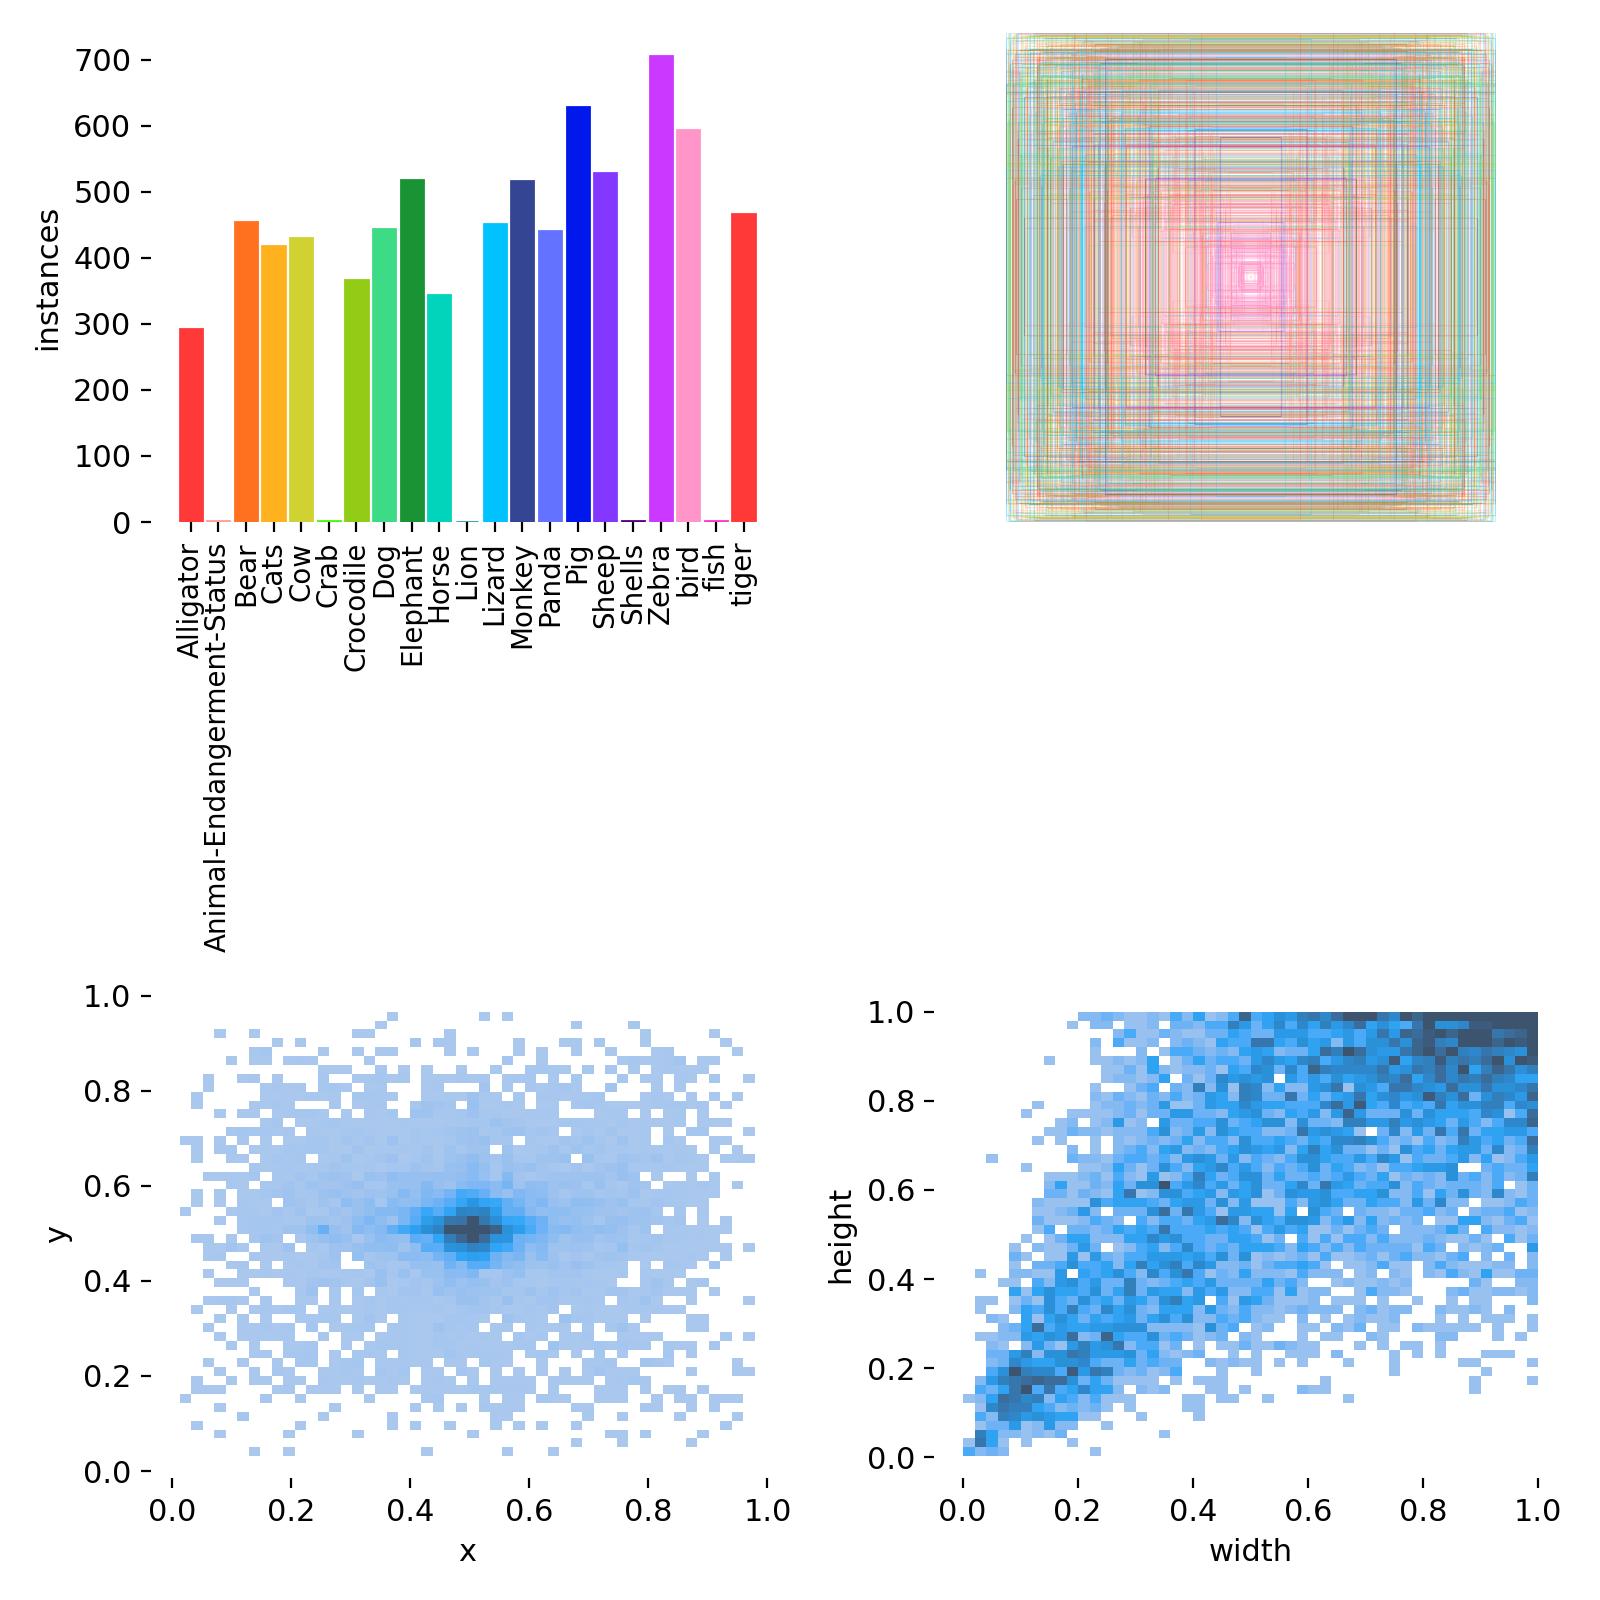 700
600
500
400
300
200
100
0
instances
Alligator
Animal-Endangerment-Status
Bear
Cats
Cow
Crab
Crocodile
Dog
Elephant
Horse
Lion
Lizard
Monkey
Panda
Pig
Sheep
Shells
Zebra
bird
fish
tiger
1.0
0.8
0.6
0.4
0.2
0.0
y
0.0 0.2 0.4 0.6 0.8 1.0
x
1.0
0.8
0.6
0.4
0.2
0.0
height
0.0 0.2 0.4 0.6 0.8 1.0
width